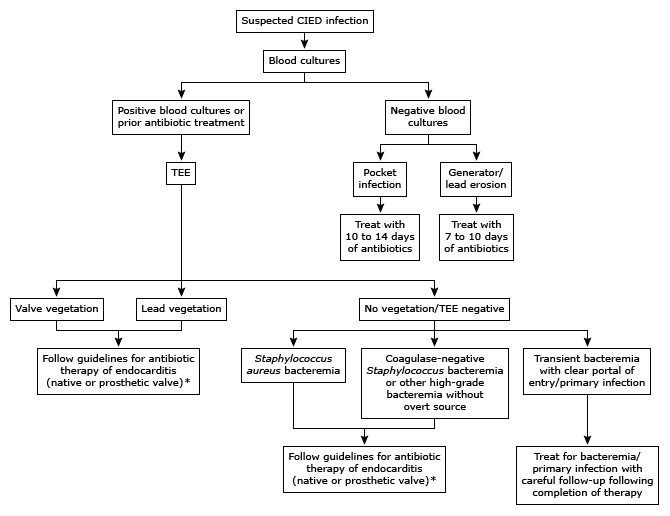 Suspected CIED infection
Blood cultures
Positive blood cultures or
prior antibiotic treatment
Negative blood
cultures
TEE
Pocket
infection
Generator/
lead erosion
Treat with
10 to 14 days
of antibiotics
Treat with
7 to 10 days
of antibiotics
Valve vegetation
Lead vegetation
No vegetation/TEE negative
Follow guidelines for antibiotic
therapy of endocarditis
(native or prosthetic valve)*
Staphylococcus
aureus bacteremia
Coagulase-negative
Staphylococcus bacteremia
or other high-grade
bacteremia without
overt source
Transient bacteremia
with clear portal of
entry/primary infection
Follow guidelines for antibiotic
therapy of endocarditis
(native or prosthetic valve)*
Treat for bacteremia/
primary infection with
careful follow-up following
completion of therapy